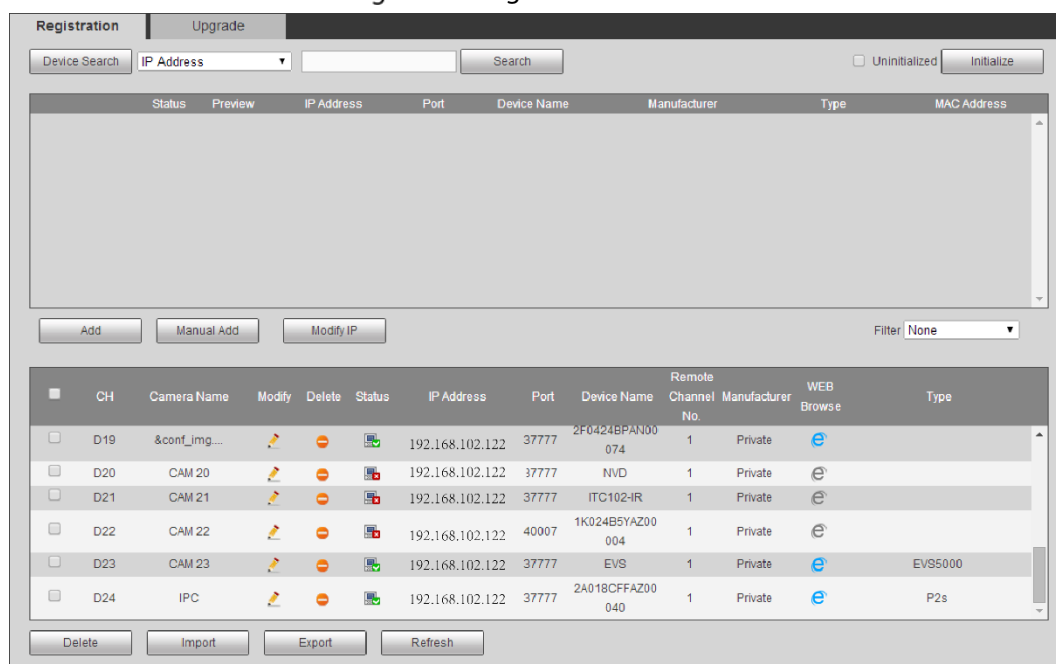 Registration Upgrade
Device Search IP Address Search Uninitialized Initialize
Status Preview IP Address Port Device Name Manufacturer Type MAC Address
Add Manual Add Modify IP Filter None
CH Camera Name Modify Delete Status IP Address Port Device Name Remote Channel No. Manufacturer WEB Browse Type
D19 &conf_img.... 192.168.102.122 37777 2F0424BPAN00074 1 Private
D20 CAM 20 192.168.102.122 37777 NVD 1 Private
D21 CAM 21 192.168.102.122 37777 ITC102-IR 1 Private
D22 CAM 22 192.168.102.122 40007 1K024B5YAZ00004 1 Private
D23 CAM 23 192.168.102.122 37777 EVS 1 Private EVS5000
D24 IPC 192.168.102.122 37777 2A018CFFAZ00040 1 Private P2s
Delete Import Export Refresh